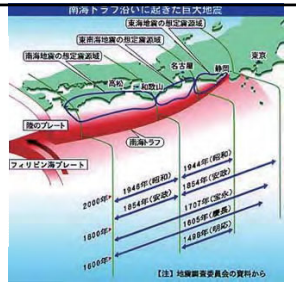 南海トラフ沿いに起きた巨大地震
東海地震の想定震源域
東南海地震の想定震源域
南海地震の想定震源域
名古屋
東京
静岡
高松
和歌山
陸のプレート
南海トラフ
フィリピン海プレート
1944年(昭和)
1946年(昭和)
1854年(安政)
2000年
1854年(安政)
1707年(宝永)
1800年
1605年(慶長)
1498年(明応)
1600年
【注】地震調査委員会の資料から